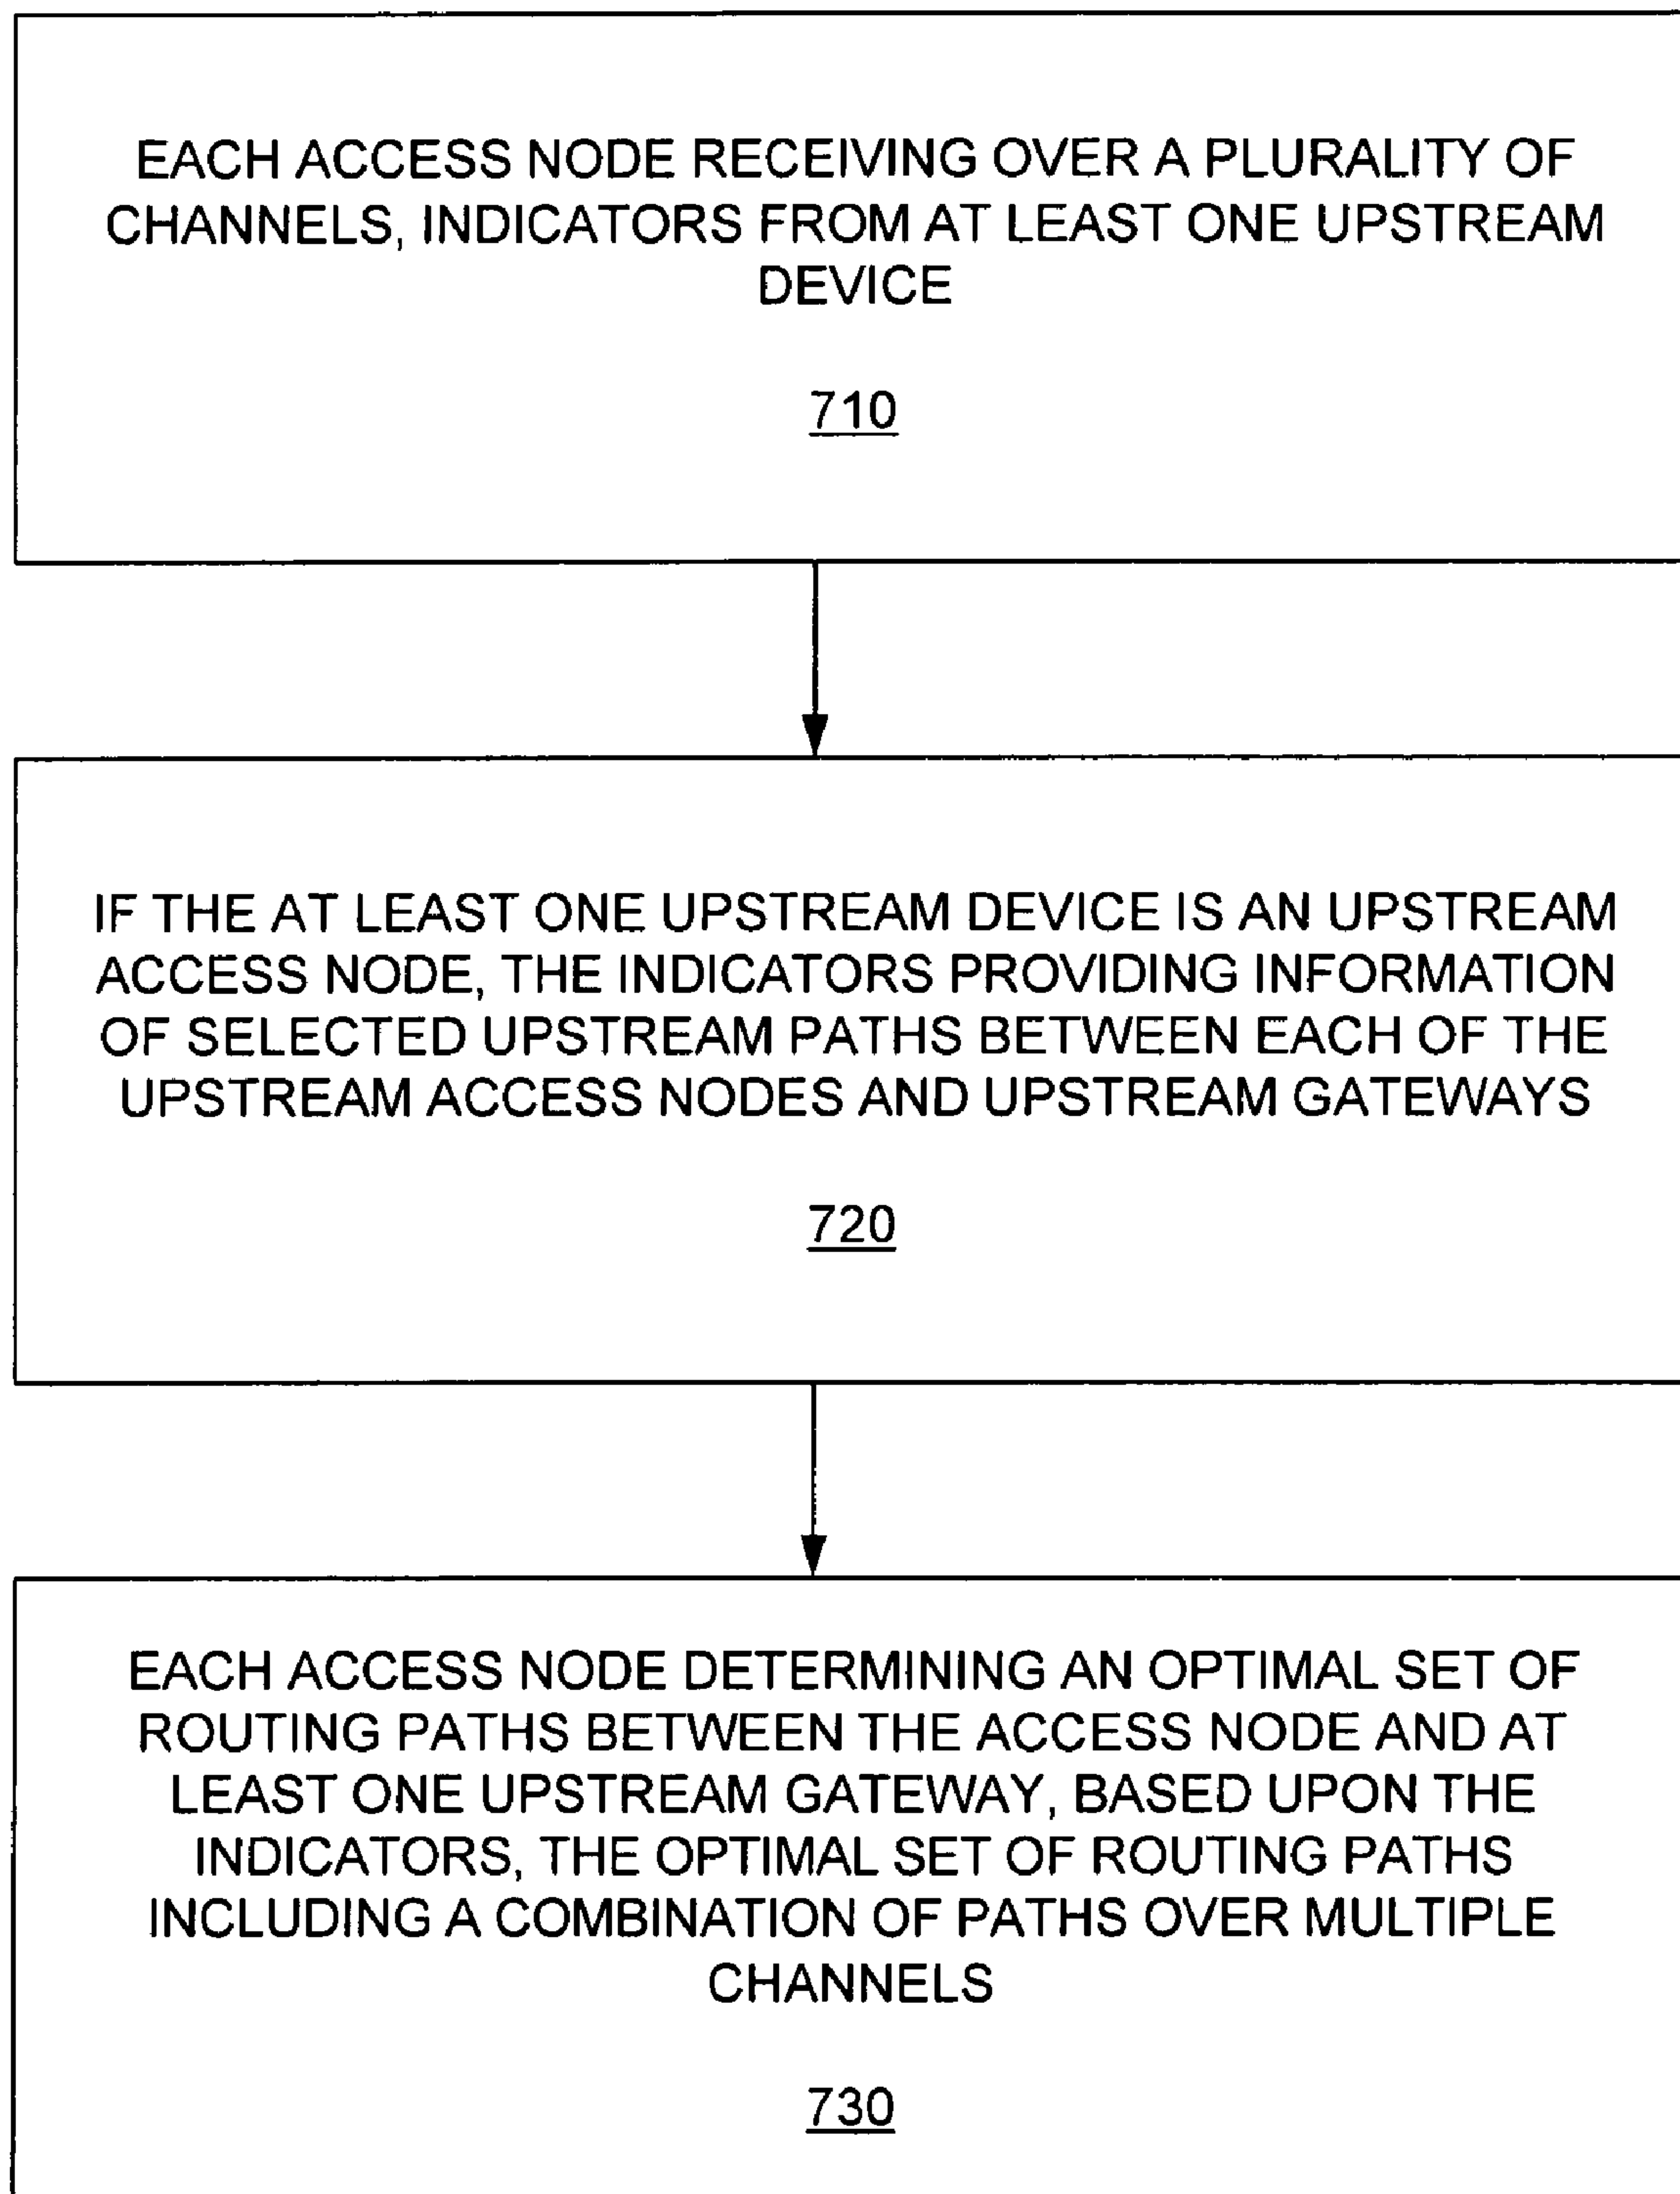 EACH ACCESS NODE RECEIVING OVER A PLURALITY OF
CHANNELS, INDICATORS FROM AT LEAST ONE UPSTREAM
DEVICE
710
IF THE AT LEAST ONE UPSTREAM DEVICE IS AN UPSTREAM
ACCESS NODE, THE INDICATORS PROVIDING INFORMATION
OF SELECTED UPSTREAM PATHS BETWEEN EACH OF THE
UPSTREAM ACCESS NODES AND UPSTREAM GATEWAYS
720
EACH ACCESS NODE DETERMINING AN OPTIMAL SET OF
ROUTING PATHS BETWEEN THE ACCESS NODE AND AT
LEAST ONE UPSTREAM GATEWAY, BASED UPON THE
INDICATORS, THE OPTIMAL SET OF ROUTING PATHS
INCLUDING A COMBINATION OF PATHS OVER MULTIPLE
CHANNELS
730